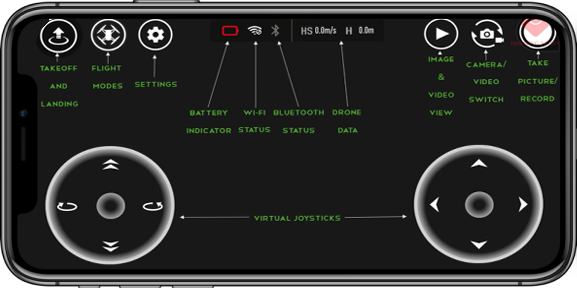 HS 0.0m/s H 0.0m
TAKEOFF
AND
LANDING
FLIGHT
MODES
SETTINGS
BATTERY
INDICATOR
WI-FI
STATUS
BLUETOOTH
STATUS
DRONE
DATA
IMAGE
&
VIDEO
VIEW
CAMERA/
VIDEO
SWITCH
TAKE
PICTURE/
RECORD
VIRTUAL JOYSTICKS